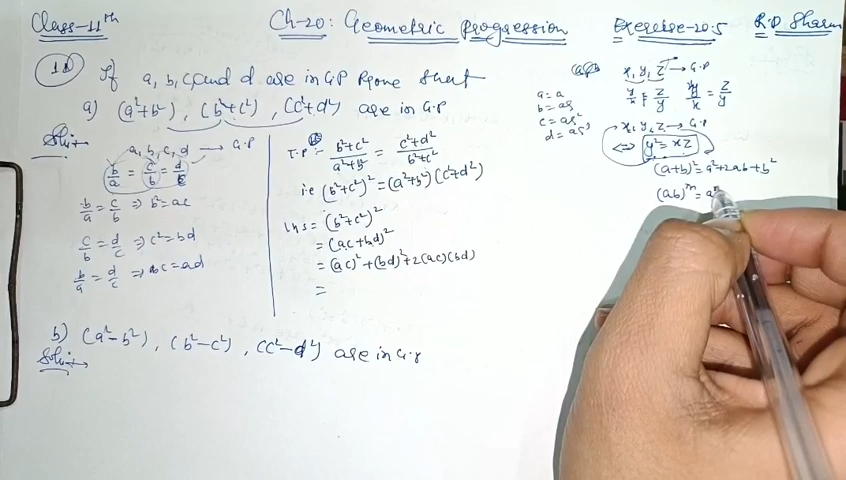 Class-11th Ch-20: Geometric Progression Exercise-20.5 R.D Sharm
11 If a, b, c, and d are in GP Prove that
a) (a²+b²), (b²+c²), (c²+d²) are in G.P
Soln:-
a, b, c, d → G.P
b/a = c/b = d/c
b/a = c/b ⇒ b²=ac
c/b = d/c ⇒ c²=bd
b/a = d/c ⇒ bc=ad
T.P:- (b²+c²)/(a²+b²) = (c²+d²)/(b²+c²)
i.e (b²+c²)² = (a²+b²)(c²+d²)
LHS = (b²+c²)²
= (ac+bd)²
= (ac)²+(bd)²+2(ac)(bd)
=
a=a
b=ar
c=ar²
d=ar³
x, y, z → G.P
y/x = z/y
y/x = z/y
x, y, z → G.P
⇔ y²=xz
(a+b)²=a²+2ab+b²
(ab)^m = a
b) (a²-b²), (b²-c²), (c²-d²) are in G.P
Soln:-